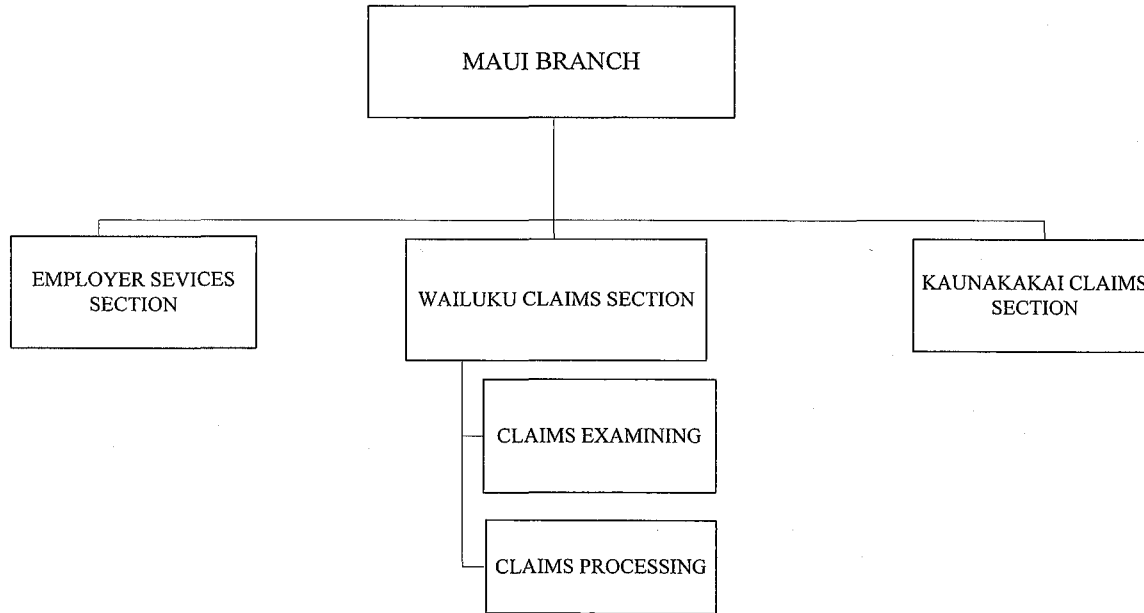 MAUI BRANCH
EMPLOYER SEVICES
SECTION
WAILUKU CLAIMS SECTION
KAUNAKAKAI CLAIMS
SECTION
CLAIMS EXAMINING
CLAIMS PROCESSING